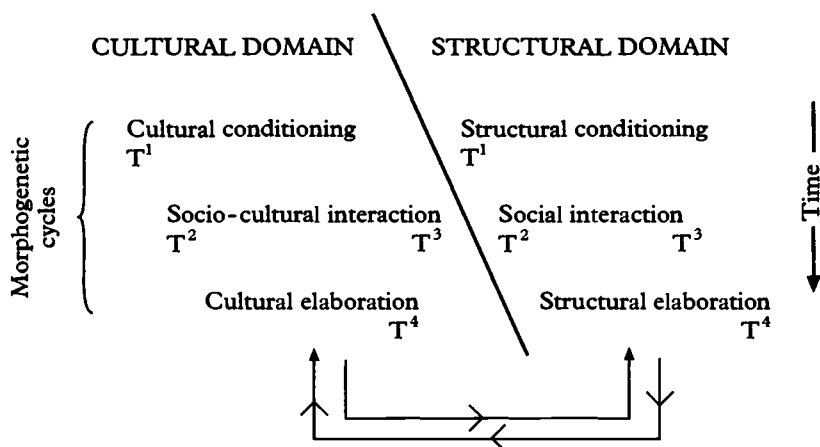 CULTURAL DOMAIN
STRUCTURAL DOMAIN
Morphogenetic
cycles
Cultural conditioning
T¹
Structural conditioning
T¹
Socio-cultural interaction
T² T³
Social interaction
T² T³
Cultural elaboration
T⁴
Structural elaboration
T⁴
Time